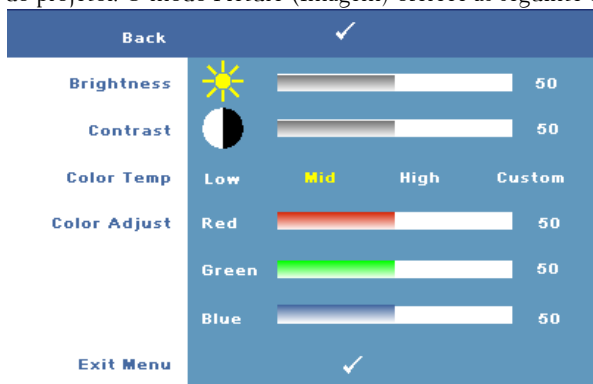 Back
Brightness 50
Contrast 50
Color Temp Low Mid High Custom
Color Adjust Red 50
Green 50
Blue 50
Exit Menu